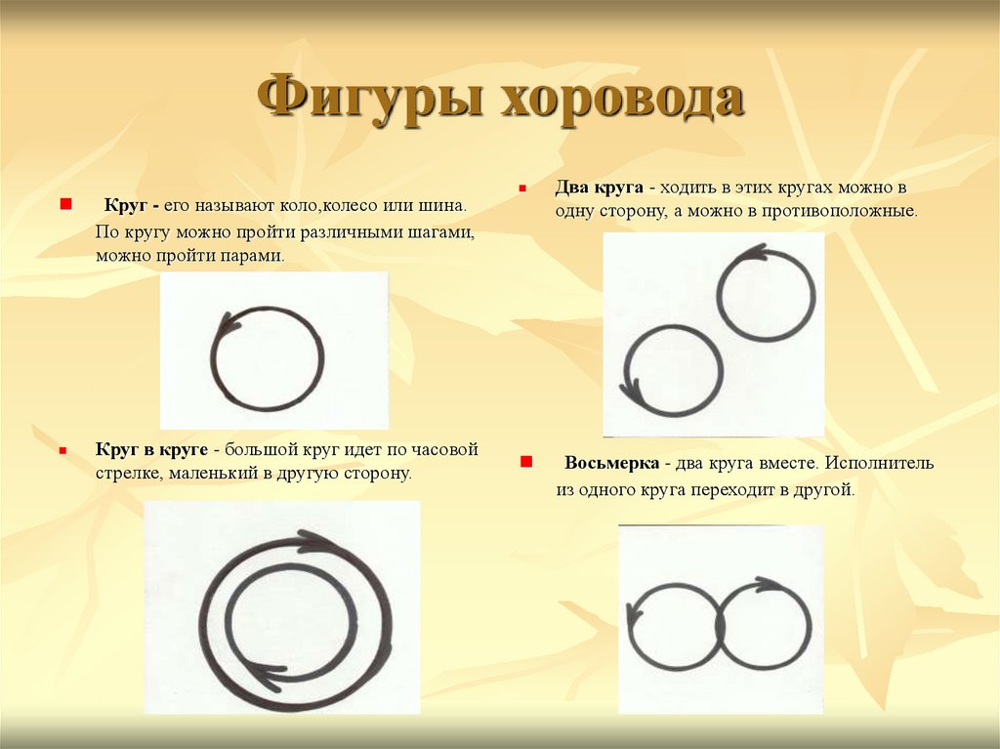 Фигуры хоровода
Круг - его называют коло,колесо или шина.
По кругу можно пройти различными шагами,
можно пройти парами.
Круг в круге - большой круг идет по часовой
стрелке, маленький в другую сторону.
Два круга - ходить в этих кругах можно в
одну сторону, а можно в противоположные.
Восьмерка - два круга вместе. Исполнитель
из одного круга переходит в другой.